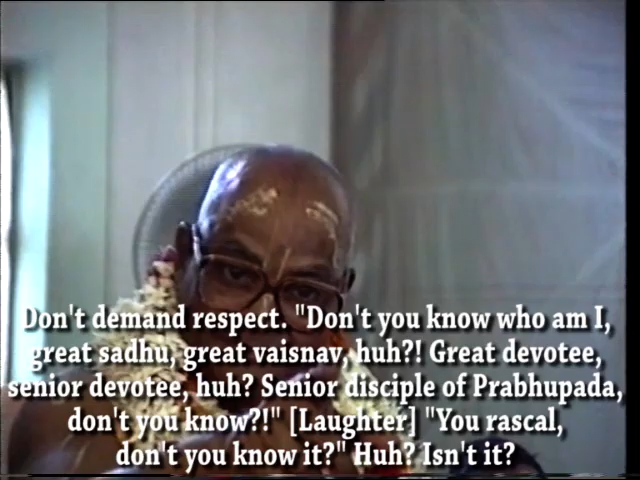 Don't demand respect. "Don't you know who am I,
great sadhu, great vaisnav, huh?! Great devotee,
senior devotee, huh? Senior disciple of Prabhupada,
don't you know?!" [Laughter] "You rascal,
don't you know it?" Huh? Isn't it?